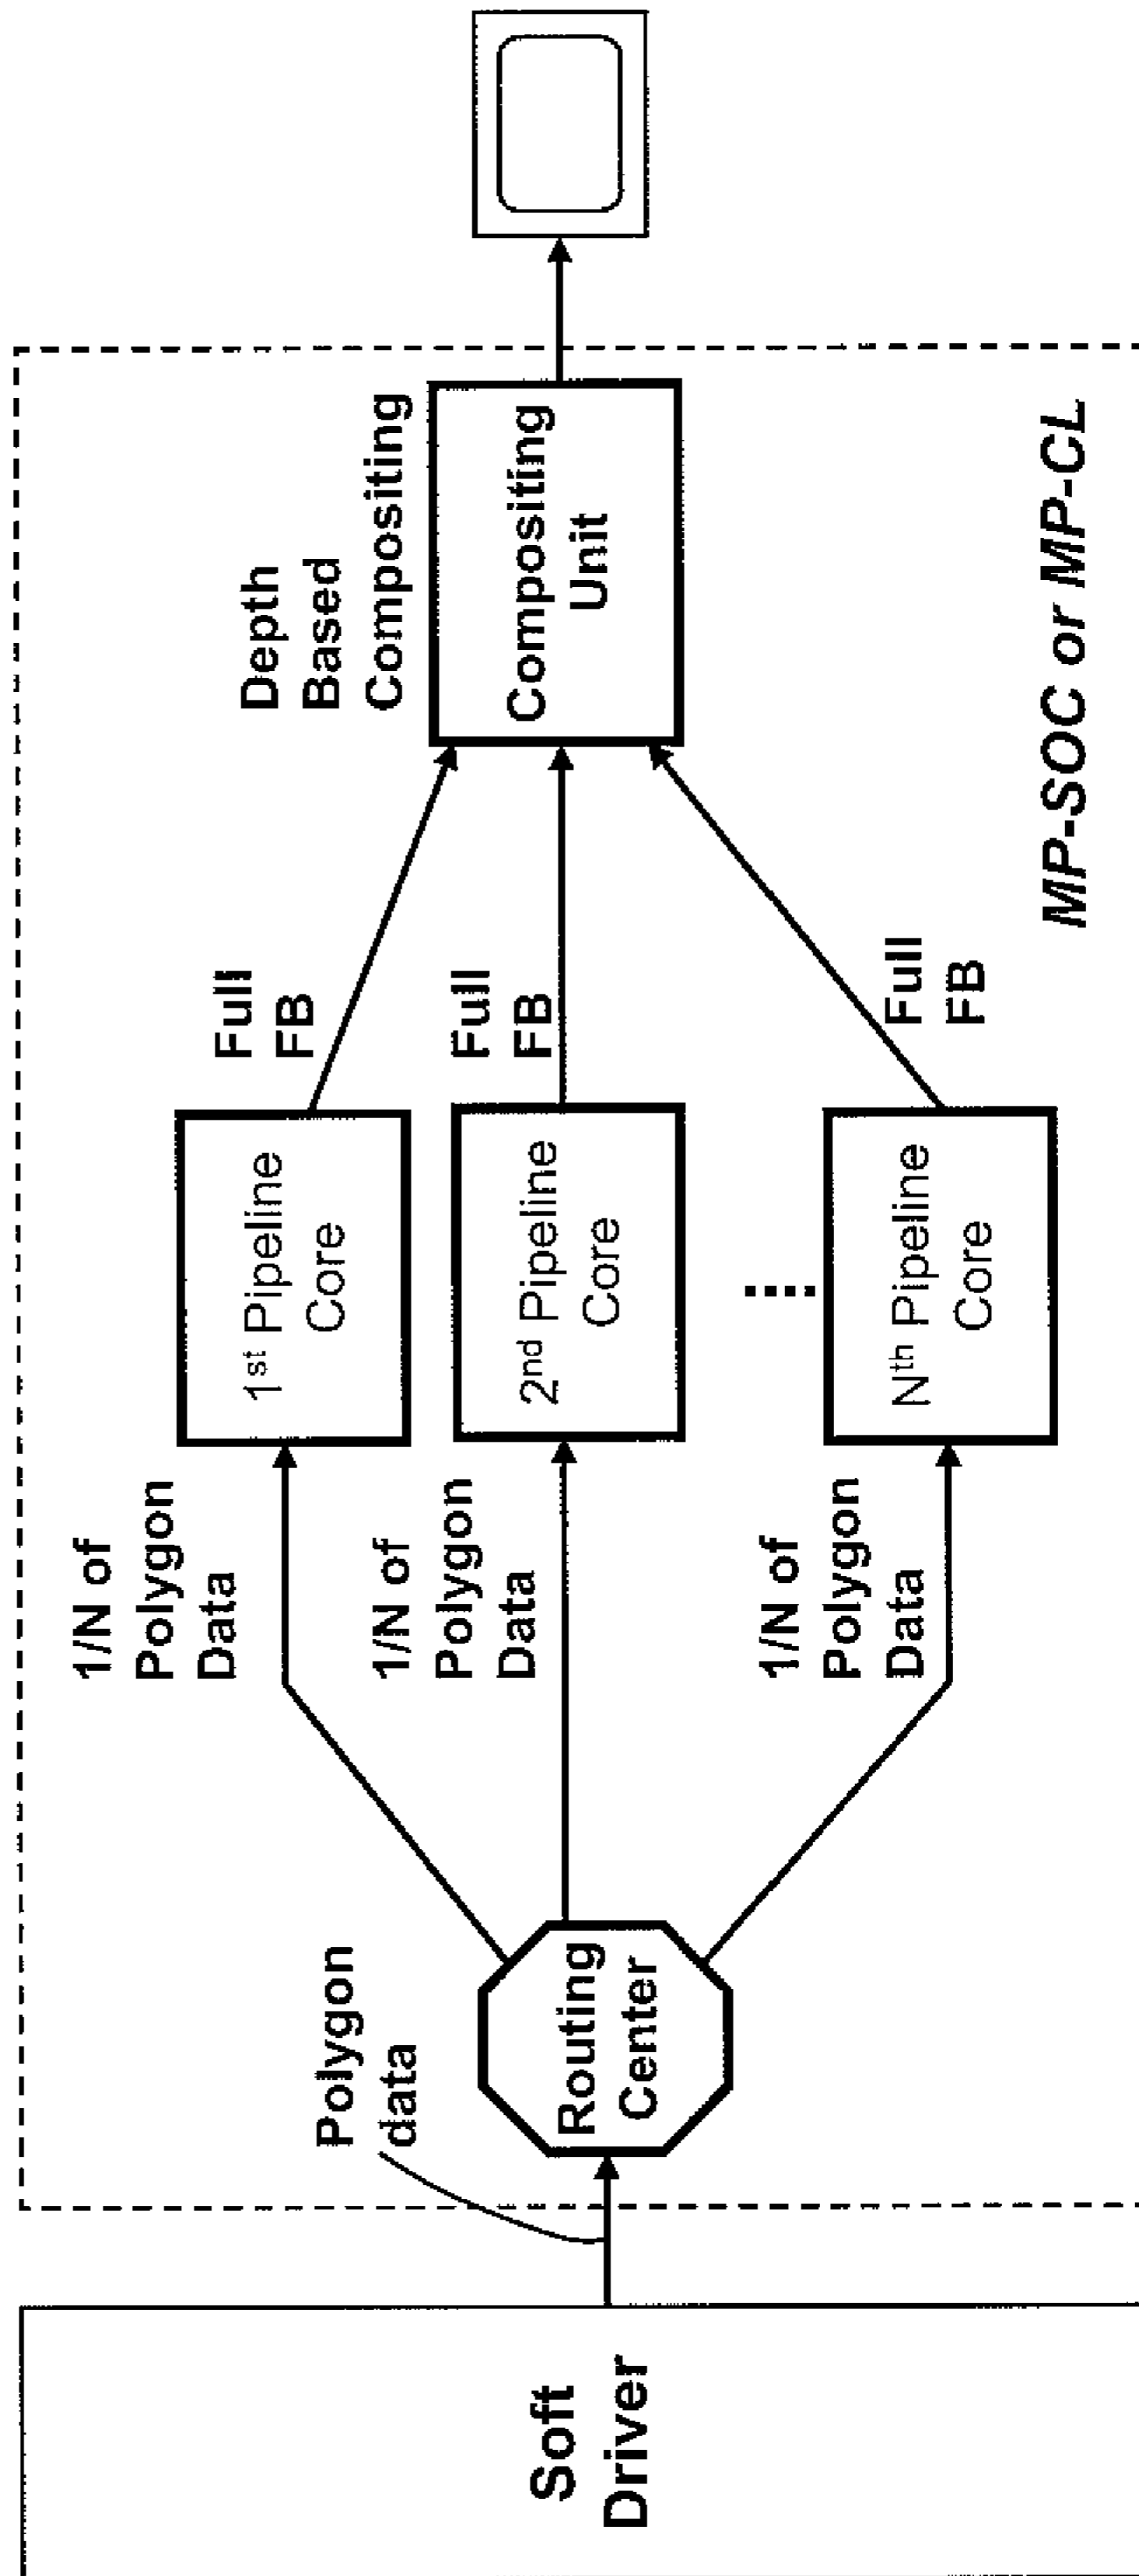 Soft
Driver
Polygon
data
Routing
Center
1/N of
Polygon
Data
1/N of
Polygon
Data
1/N of
Polygon
Data
1st Pipeline
Core
2nd Pipeline
Core
Nth Pipeline
Core
Full
FB
Full
FB
Full
FB
Depth
Based
Compositing
Compositing
Unit
MP-SOC or MP-CL